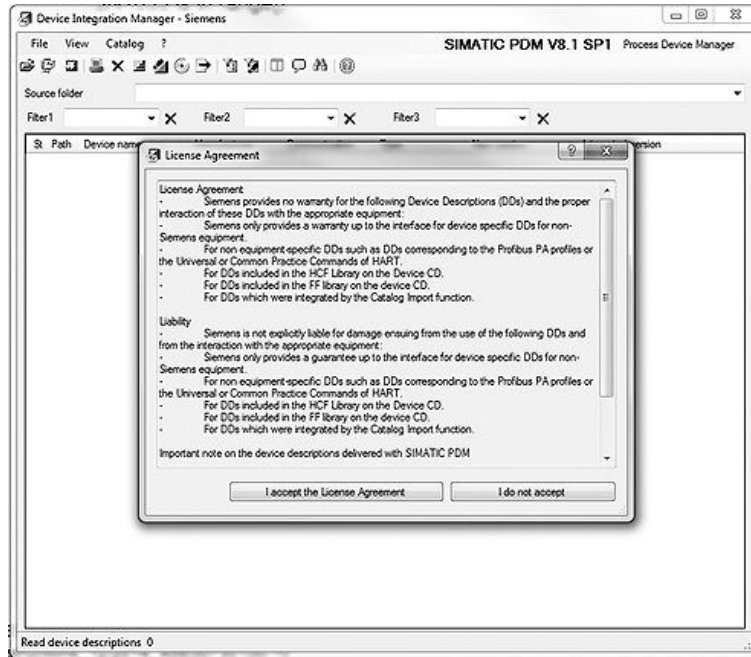 Device Integration Manager - Siemens
File View Catalog ?
SIMATIC PDM V8.1 SP1 Process Device Manager
Source folder
Filter1 Filter2 Filter3
St Path Device name
License Agreement
License Agreement
- Siemens provides no warranty for the following Device Descriptions (DDs) and the proper
interaction of these DDs with the appropriate equipment:
- Siemens only provides a warranty up to the interface for device specific DDs for non-
Siemens equipment.
- For non equipment-specific DDs such as DDs corresponding to the Profibus PA profiles or
the Universal or Common Practice Commands of HART.
- For DDs included in the HCF Library on the Device CD.
- For DDs included in the FF library on the device CD.
- For DDs which were integrated by the Catalog Import function.
Liability
- Siemens is not explicitly liable for damage ensuing from the use of the following DDs and
from the interaction with the appropriate equipment:
- Siemens only provides a guarantee up to the interface for device specific DDs for non-
Siemens equipment.
- For non equipment-specific DDs such as DDs corresponding to the Profibus PA profiles or
the Universal or Common Practice Commands of HART.
- For DDs included in the HCF Library on the Device CD.
- For DDs included in the FF library on the device CD.
- For DDs which were integrated by the Catalog Import function.
Important note on the device descriptions delivered with SIMATIC PDM
I accept the License Agreement I do not accept
Read device descriptions 0